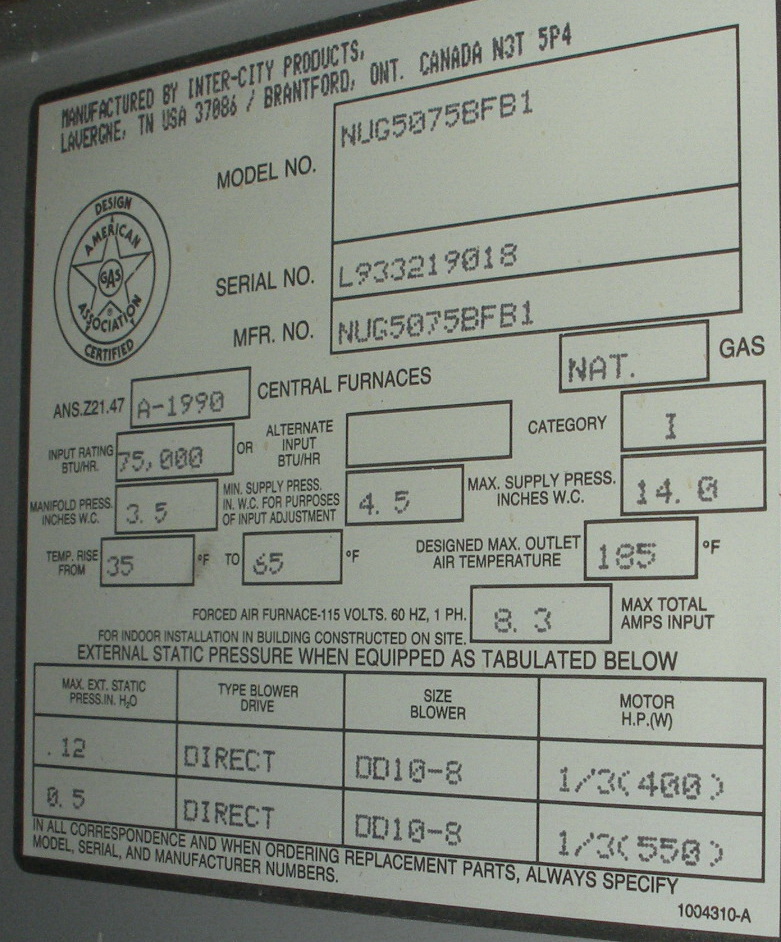 MANUFACTURED BY INTER-CITY PRODUCTS,
LAVERGNE, TN USA 37086 / BRANTFORD, ONT. CANADA N3T 5P4
MODEL NO. NUG5075BFB1
DESIGN
AMERICAN
GAS
ASSOCIATION
®
CERTIFIED
SERIAL NO. L933219018
MFR. NO. NUG5075BFB1
NAT. GAS
ANS.Z21.47 A-1990 CENTRAL FURNACES
INPUT RATING
BTU/HR. 75,000 OR ALTERNATE
INPUT
BTU/HR
CATEGORY I
MANIFOLD PRESS.
INCHES W.C. 3.5
MIN. SUPPLY PRESS.
IN. W.C. FOR PURPOSES
OF INPUT ADJUSTMENT 4.5
MAX. SUPPLY PRESS.
INCHES W.C. 14.0
TEMP. RISE
FROM 35 °F TO 65 °F
DESIGNED MAX. OUTLET
AIR TEMPERATURE 185 °F
FORCED AIR FURNACE-115 VOLTS. 60 HZ, 1 PH. 8.3 MAX TOTAL
AMPS INPUT
FOR INDOOR INSTALLATION IN BUILDING CONSTRUCTED ON SITE.
EXTERNAL STATIC PRESSURE WHEN EQUIPPED AS TABULATED BELOW
MAX. EXT. STATIC
PRESS.IN. H₂O
TYPE BLOWER
DRIVE
SIZE
BLOWER
MOTOR
H.P.(W)
.12 DIRECT DD10-8 1/3(400)
0.5 DIRECT DD10-8 1/3(550)
IN ALL CORRESPONDENCE AND WHEN ORDERING REPLACEMENT PARTS, ALWAYS SPECIFY
MODEL, SERIAL, AND MANUFACTURER NUMBERS.
1004310-A